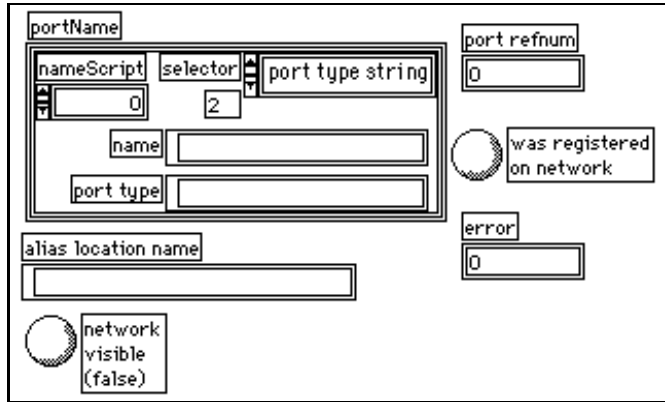 portName
nameScript
selector
port type string
0
2
name
port type
alias location name
network
visible
(false)
port refnum
0
was registered
on network
error
0